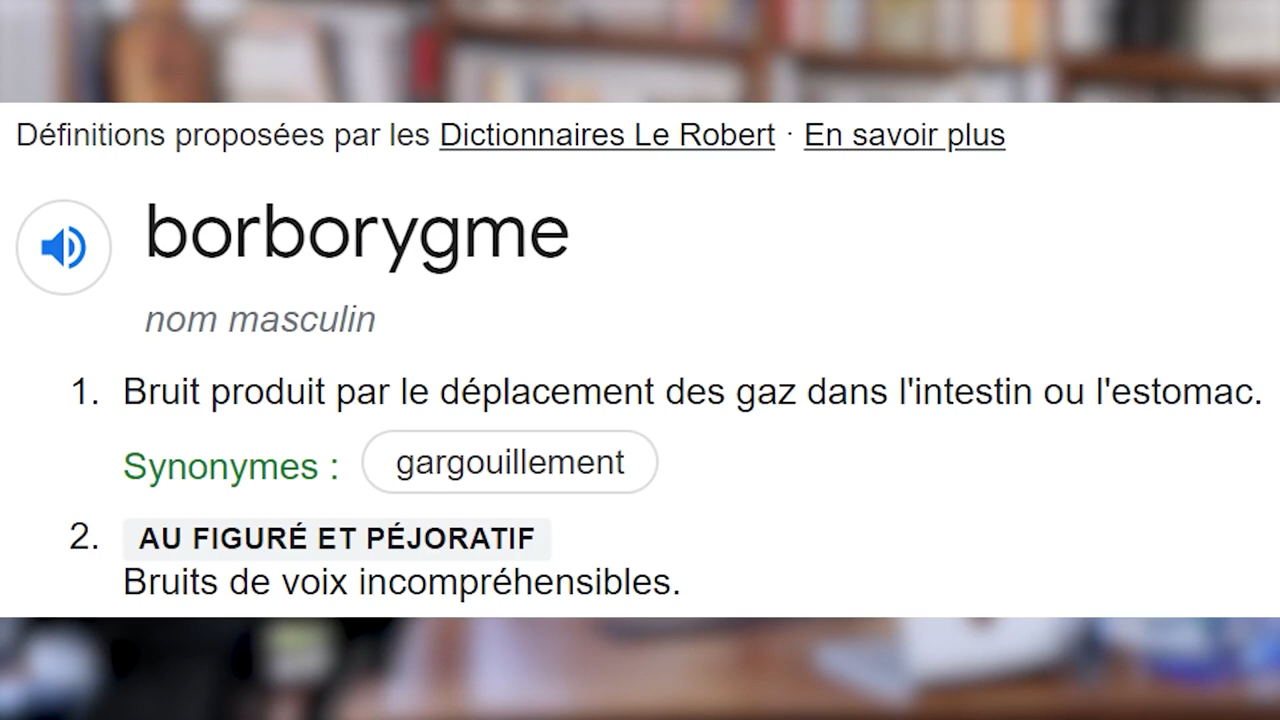 Définitions proposées par les Dictionnaires Le Robert · En savoir plus
borborygme
nom masculin
1. Bruit produit par le déplacement des gaz dans l'intestin ou l'estomac.
Synonymes : gargouillement
2. AU FIGURÉ ET PÉJORATIF
Bruits de voix incompréhensibles.